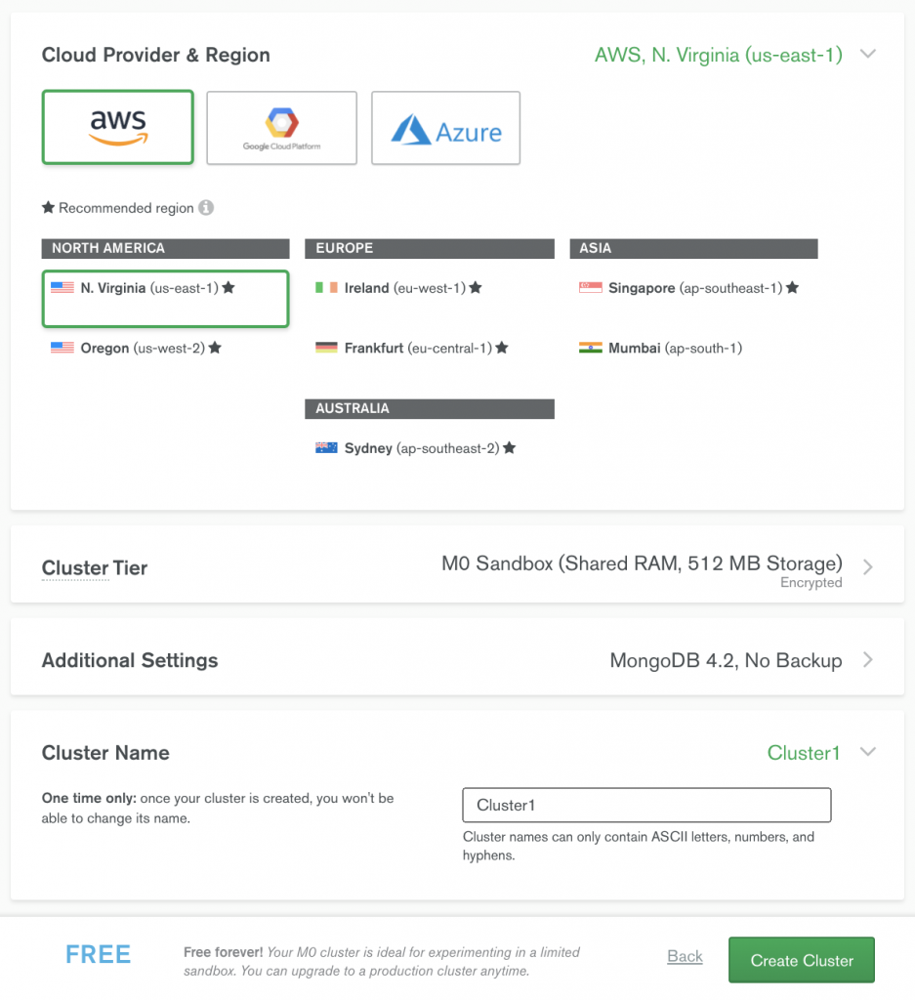 Cloud Provider & Region
AWS, N. Virginia (us-east-1)
aws
Google Cloud Platform
Azure
★ Recommended region
NORTH AMERICA
N. Virginia (us-east-1) ★
Oregon (us-west-2) ★
EUROPE
Ireland (eu-west-1) ★
Frankfurt (eu-central-1) ★
ASIA
Singapore (ap-southeast-1) ★
Mumbai (ap-south-1)
AUSTRALIA
Sydney (ap-southeast-2) ★
Cluster Tier
M0 Sandbox (Shared RAM, 512 MB Storage)
Encrypted
Additional Settings
MongoDB 4.2, No Backup
Cluster Name
Cluster1
One time only: once your cluster is created, you won't be
able to change its name.
Cluster1
Cluster names can only contain ASCII letters, numbers, and
hyphens.
FREE
Free forever! Your M0 cluster is ideal for experimenting in a limited
sandbox. You can upgrade to a production cluster anytime.
Back
Create Cluster